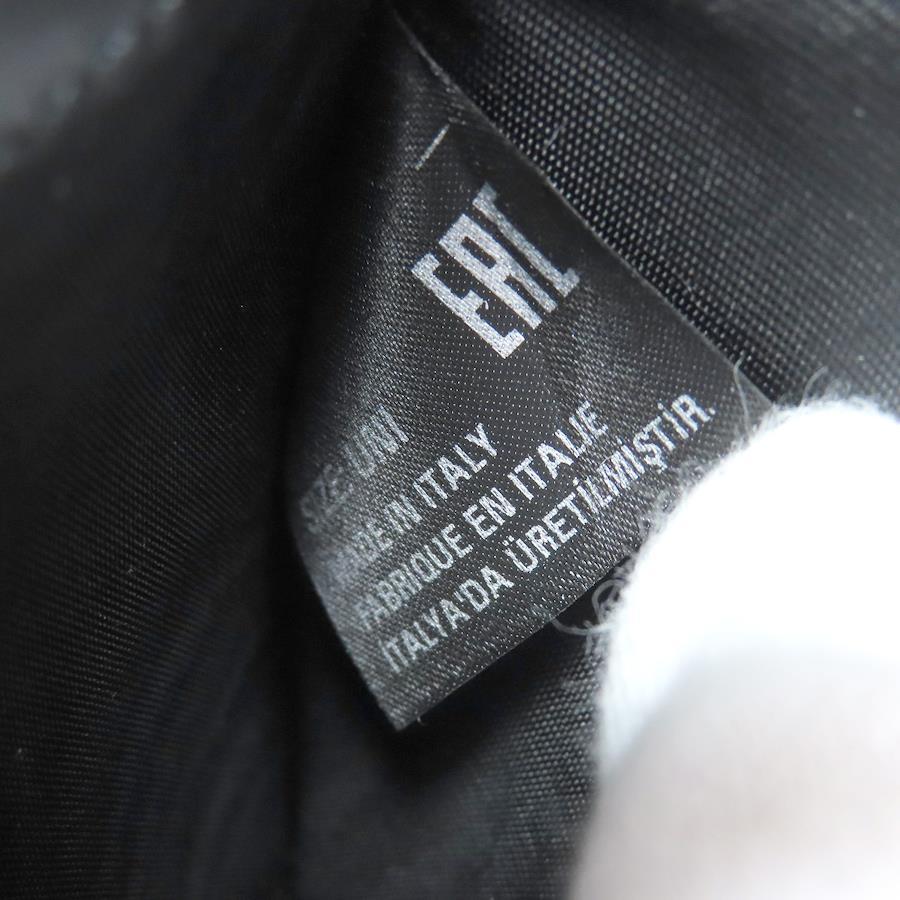 EAC
SIZE: UNI
MADE IN ITALY
FABRIQUE EN ITALIE
İTALYA'DA ÜRETİLMİŞTİR.